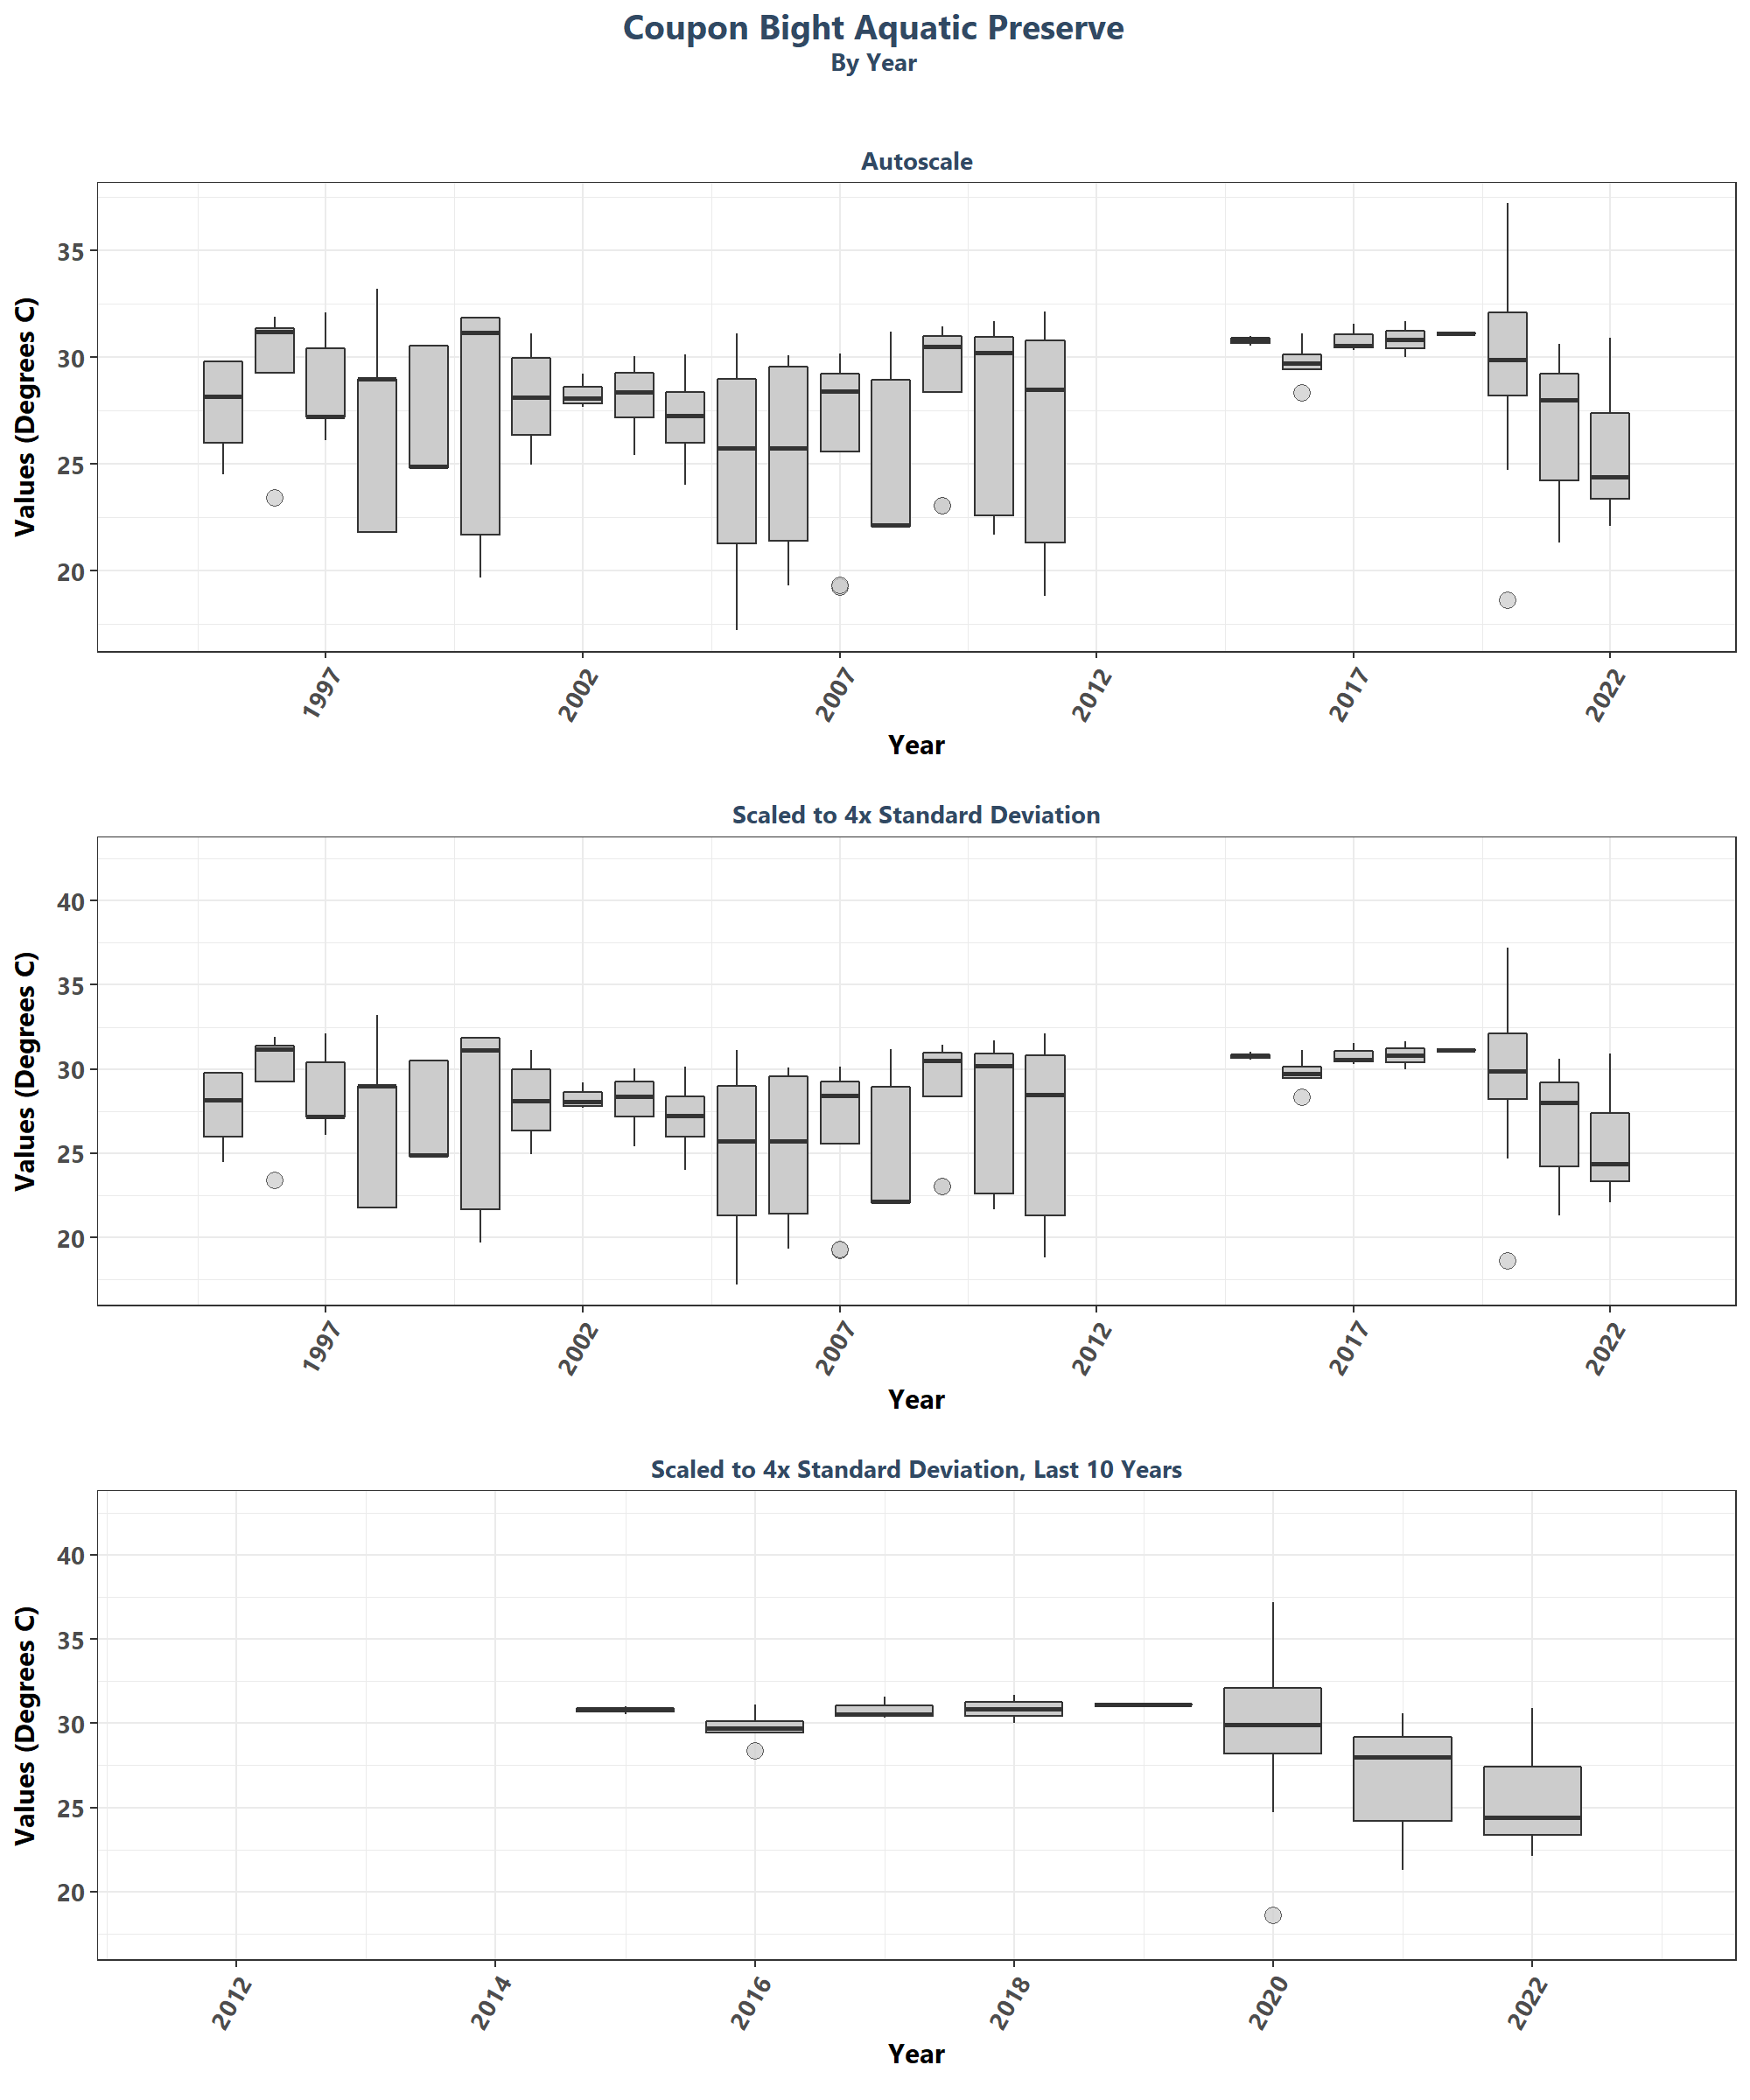 Coupon Bight Aquatic Preserve
By Year
Autoscale
Values (Degrees C)
35
30
25
20
1997
2002
2007
2012
2017
2022
Year
Scaled to 4x Standard Deviation
Values (Degrees C)
40
35
30
25
20
1997
2002
2007
2012
2017
2022
Year
Scaled to 4x Standard Deviation, Last 10 Years
Values (Degrees C)
40
35
30
25
20
2012
2014
2016
2018
2020
2022
Year